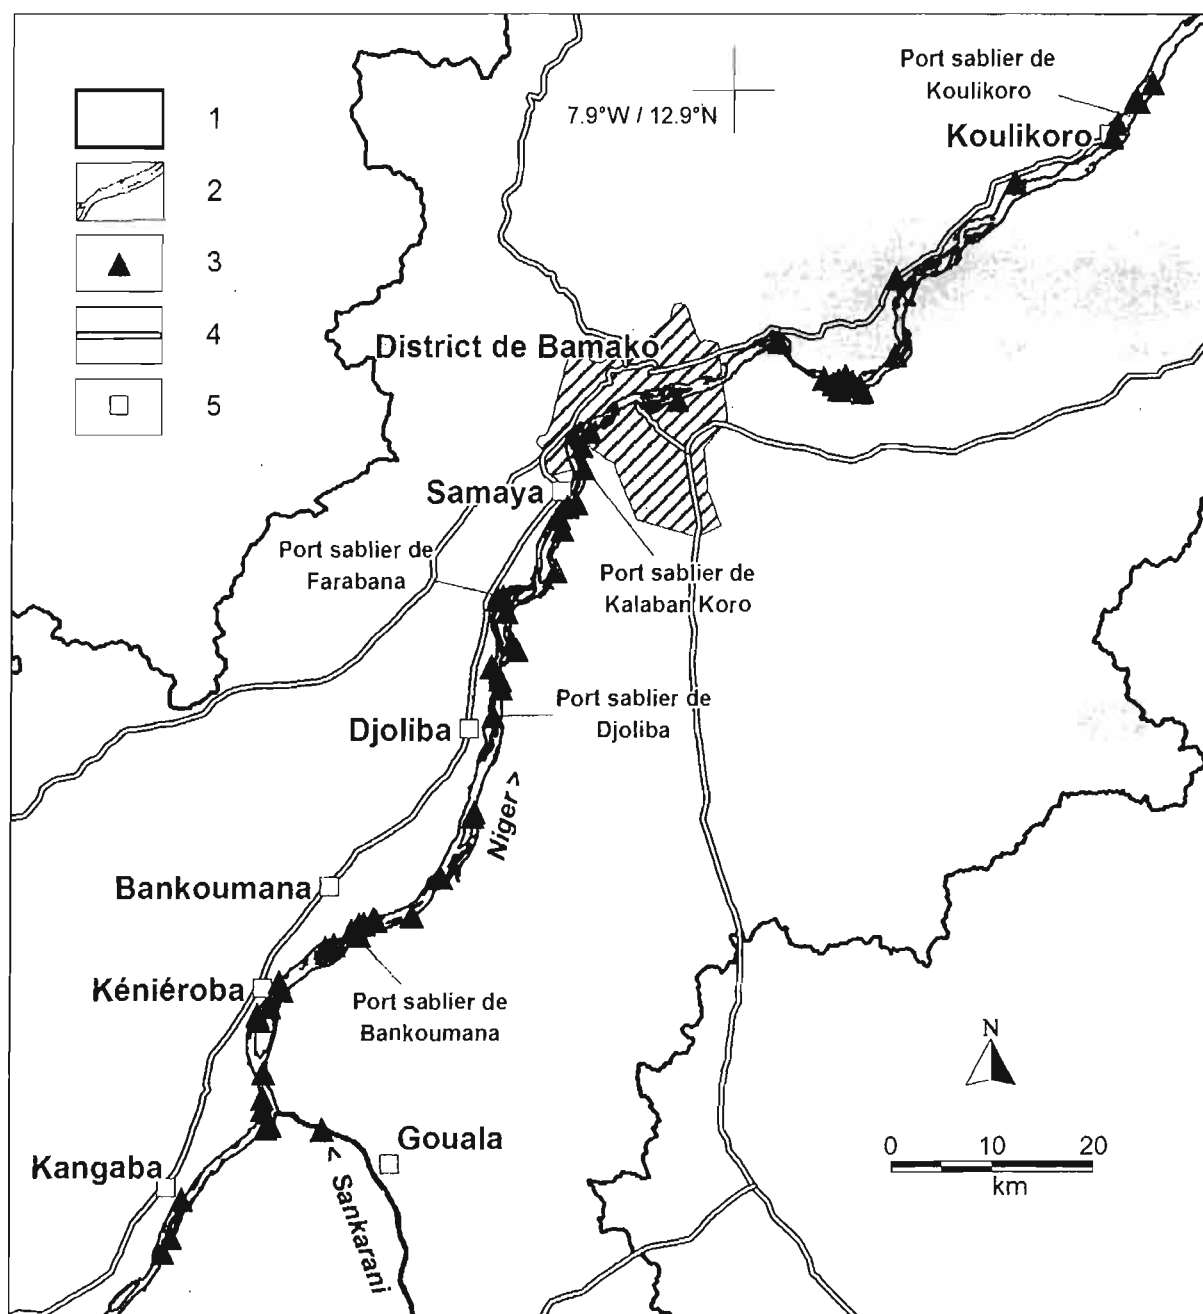 Port sablier de
Koulikoro
7.9°W / 12.9°N
Koulikoro
1
2
3
4
5
District de Bamako
Samaya
Port sablier de
Farabana
Port sablier de
Kalaban Koro
Port sablier de
Djoliba
Djoliba
Niger >
Bankoumana
Kéniéroba
Port sablier de
Bankoumana
N
Gouala
0 10 20
km
Kangaba
< Sankarani